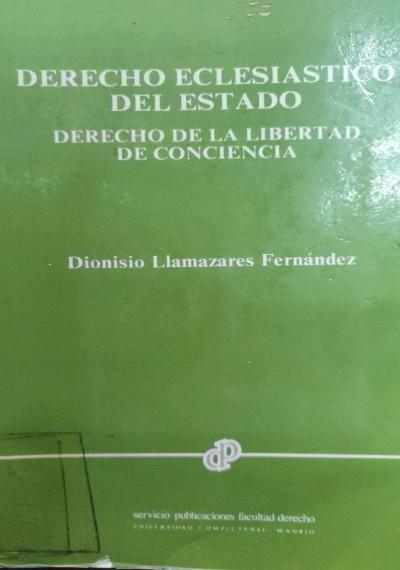 DERECHO ECLESIASTICO
DEL ESTADO
DERECHO DE LA LIBERTAD
DE CONCIENCIA
Dionisio Llamazares Fernández
dp
servicio publicaciones facultad derecho
UNIVERSIDAD COMPLUTENSE MADRID